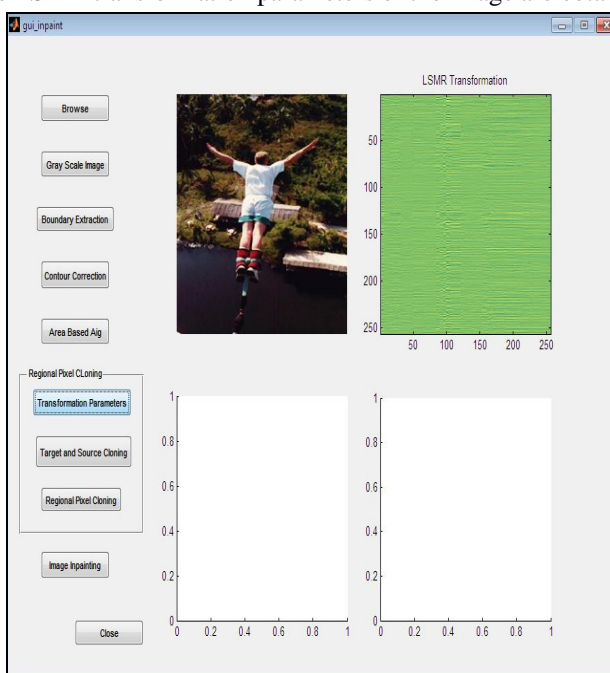 gui_inpaint
LSMR Transformation
Browse
Gray Scale Image
Boundary Extraction
Contour Correction
Area Based Aig
Regional Pixel CLoning
Transformation Parameters
Target and Source Cloning
Regional Pixel Cloning
Image Inpainting
Close
50
100
150
200
250
50 100 150 200 250
1
0.8
0.6
0.4
0.2
0
0 0.2 0.4 0.6 0.8 1
1
0.8
0.6
0.4
0.2
0
0 0.2 0.4 0.6 0.8 1